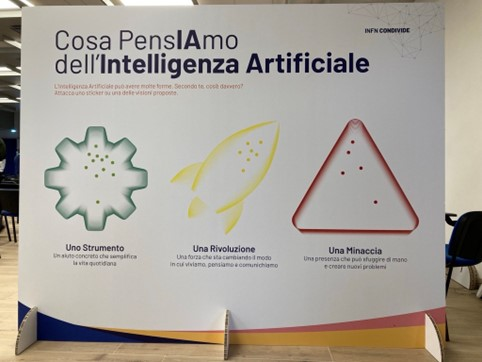 INFN CONDIVIDE
Cosa PensIAmo
dell'Intelligenza Artificiale
L'Intelligenza Artificiale può avere molte forme. Secondo te, cos'è davvero?
Attacca uno sticker su una delle visioni proposte.
Uno Strumento
Un aiuto concreto che semplifica
la vita quotidiana
Una Rivoluzione
Una forza che sta cambiando il modo
in cui viviamo, pensiamo e comunichiamo
Una Minaccia
Una presenza che può sfuggire di mano
e creare nuovi problemi